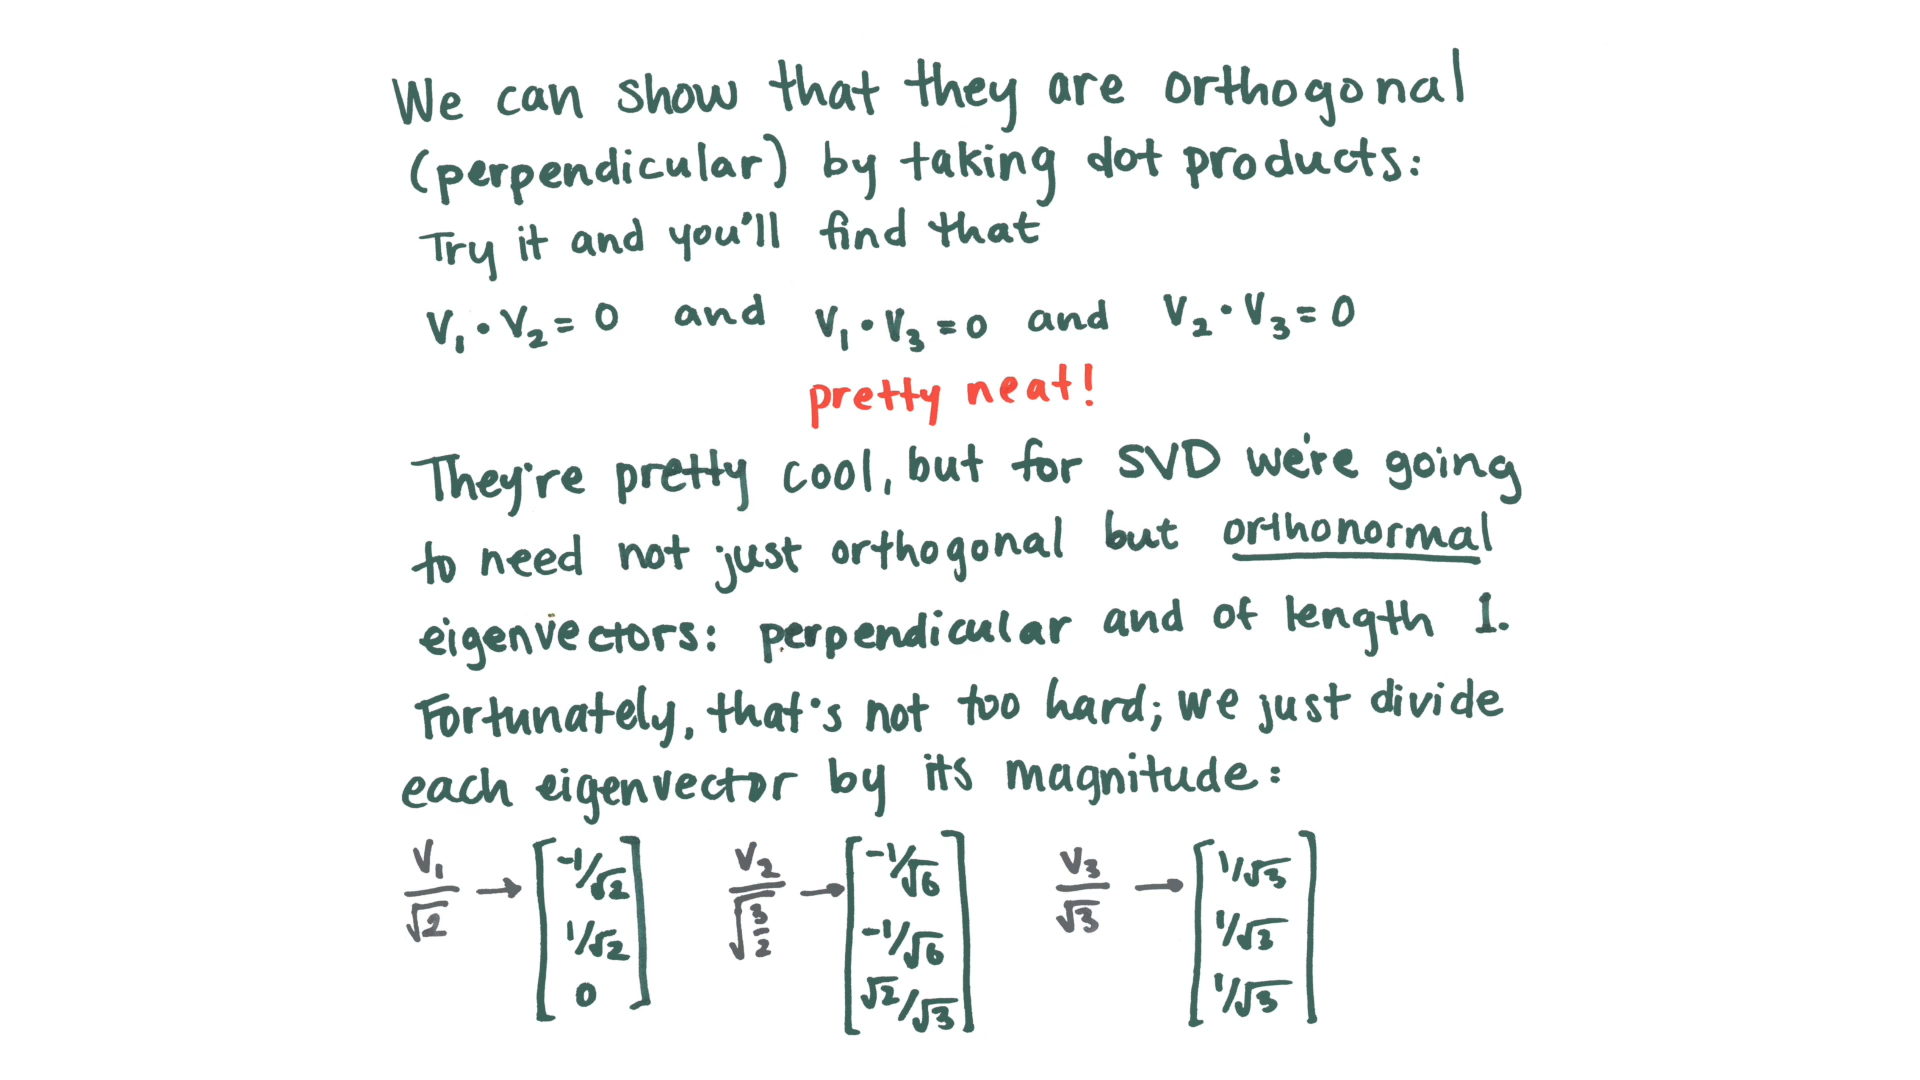 We can show that they are orthogonal
(perpendicular) by taking dot products:
Try it and you'll find that
V₁ • V₂ = 0 and V₁ • V₃ = 0 and V₂ • V₃ = 0
pretty neat!
They're pretty cool, but for SVD we're going
to need not just orthogonal but orthonormal
eigenvectors: perpendicular and of length 1.
Fortunately, that's not too hard; we just divide
each eigenvector by its magnitude:
V₁/√2 → [-1/√2 1/√2 0] V₂/√(3/2) → [-1/√6 -1/√6 √2/√3] V₃/√3 → [1/√3 1/√3 1/√3]